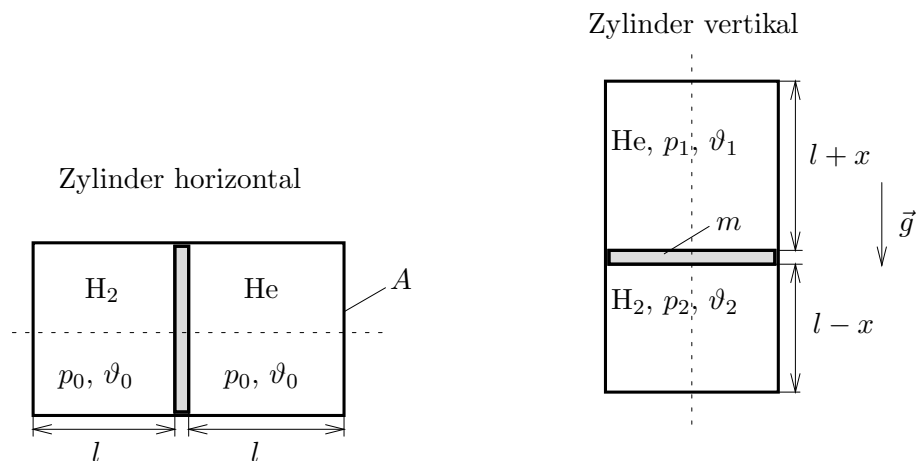 Zylinder horizontal
H₂
He
A
p₀, ϑ₀
p₀, ϑ₀
l
l
Zylinder vertikal
He, p₁, ϑ₁
l + x
m
g⃗
H₂, p₂, ϑ₂
l − x